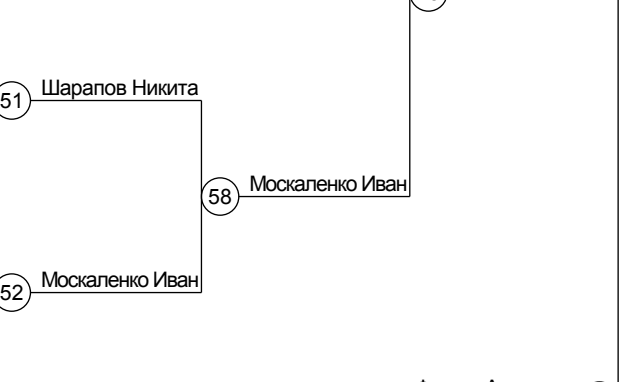 51 Шарапов Никита
58 Москаленко Иван
52 Москаленко Иван